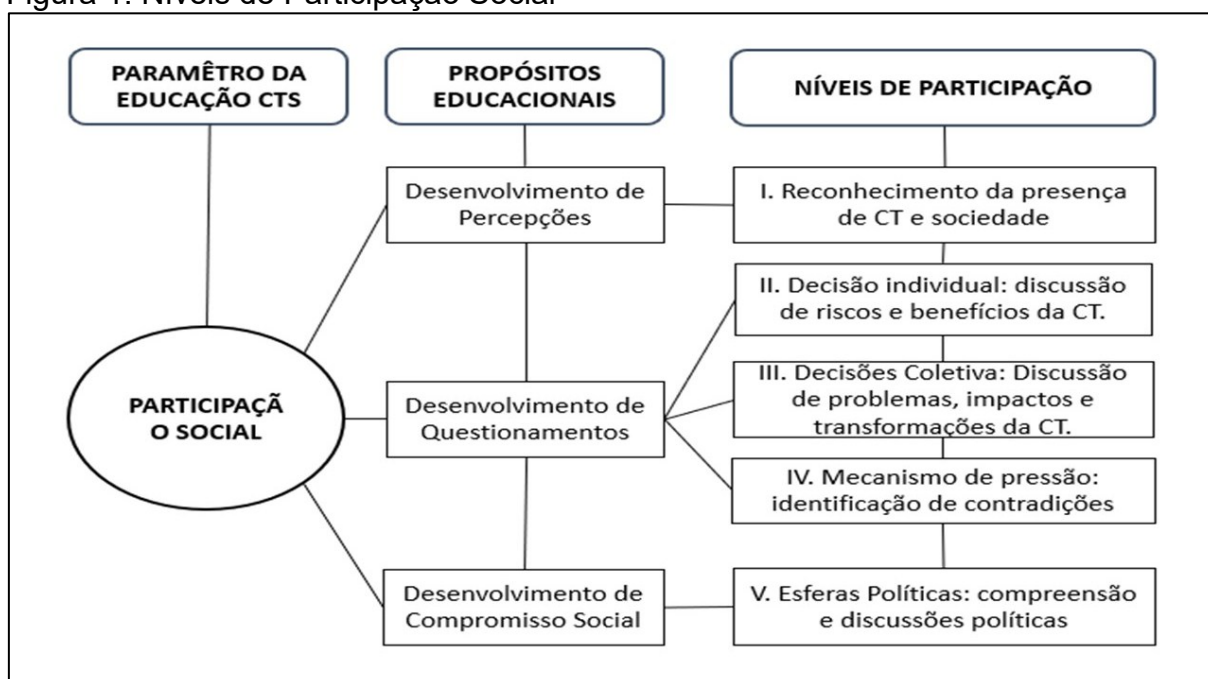 Figura 1: Níveis de Participação Social
PARAMÊTRO DA
EDUCAÇÃO CTS
PROPÓSITOS
EDUCACIONAIS
NÍVEIS DE PARTICIPAÇÃO
Desenvolvimento de
Percepções
I. Reconhecimento da presença
de CT e sociedade
II. Decisão individual: discussão
de riscos e benefícios da CT.
PARTICIPAÇÃ
O SOCIAL
Desenvolvimento de
Questionamentos
III. Decisões Coletiva: Discussão
de problemas, impactos e
transformações da CT.
IV. Mecanismo de pressão:
identificação de contradições
Desenvolvimento de
Compromisso Social
V. Esferas Políticas: compreensão
e discussões políticas